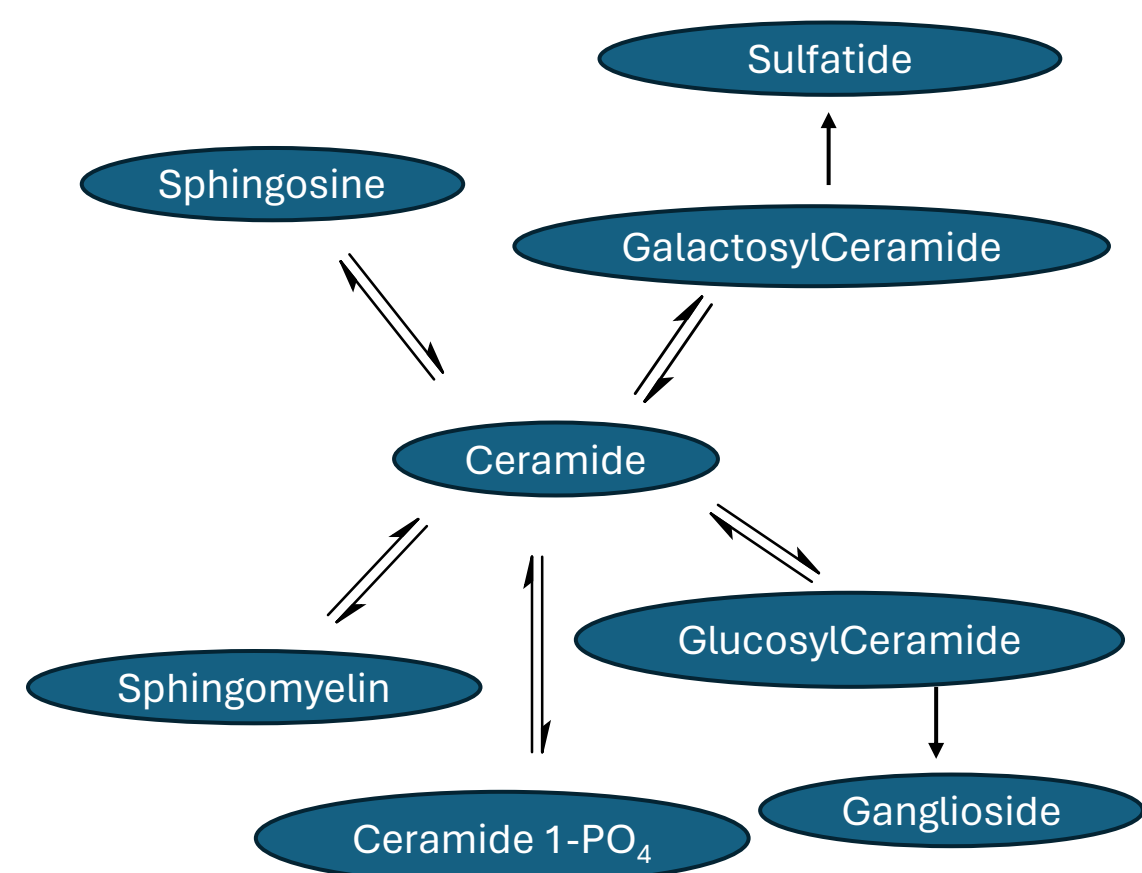 Sulfatide
Sphingosine
GalactosylCeramide
Ceramide
GlucosylCeramide
Sphingomyelin
Ganglioside
Ceramide 1-PO₄